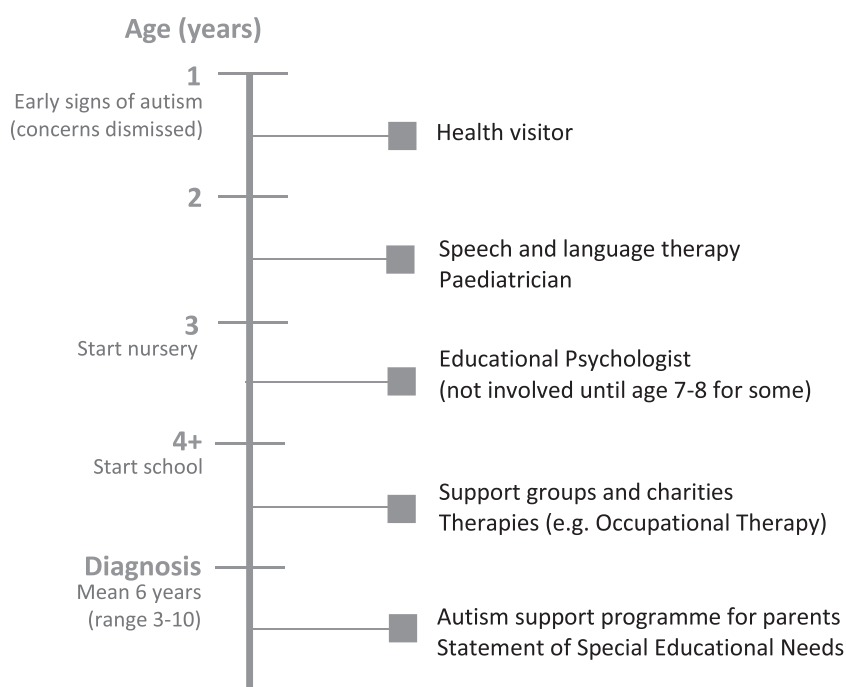 Age (years)
1
Early signs of autism
(concerns dismissed)
Health visitor
2
Speech and language therapy
Paediatrician
3
Start nursery
Educational Psychologist
(not involved until age 7-8 for some)
4+
Start school
Support groups and charities
Therapies (e.g. Occupational Therapy)
Diagnosis
Mean 6 years
(range 3-10)
Autism support programme for parents
Statement of Special Educational Needs